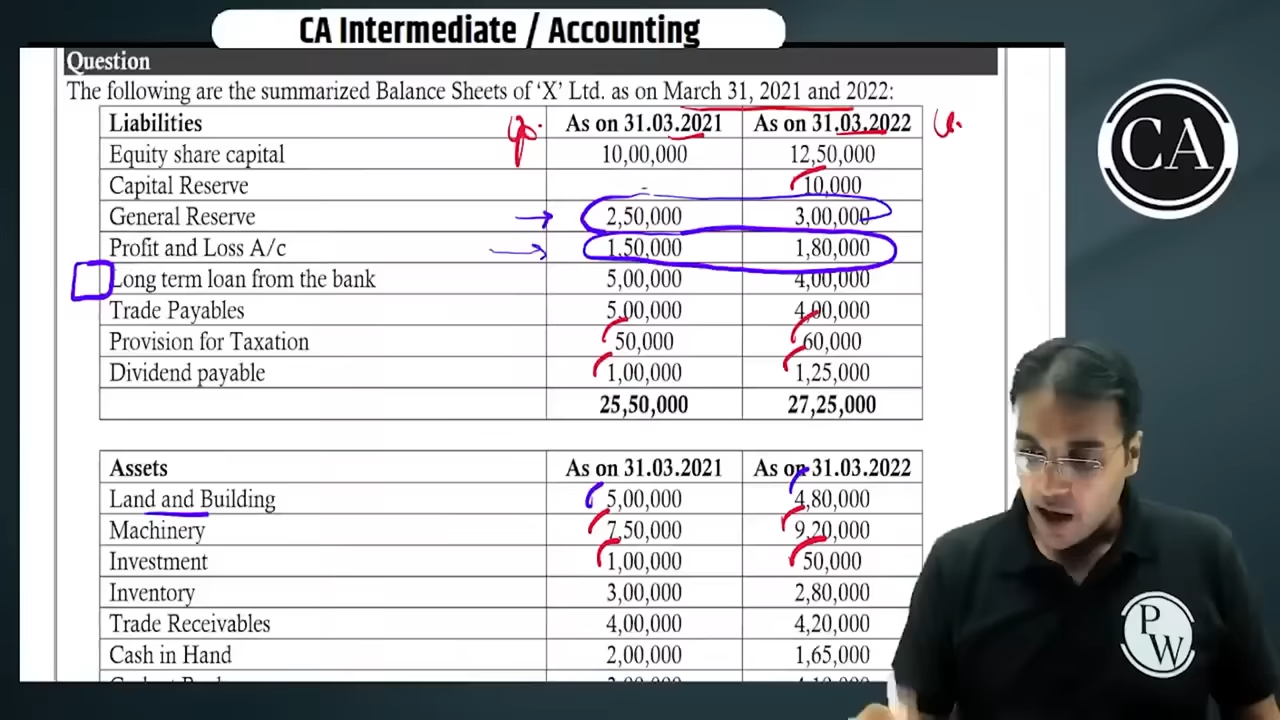 CA Intermediate / Accounting
Question
The following are the summarized Balance Sheets of ‘X’ Ltd. as on March 31, 2021 and 2022:
Liabilities As on 31.03.2021 As on 31.03.2022
Equity share capital 10,00,000 12,50,000
Capital Reserve - 10,000
General Reserve 2,50,000 3,00,000
Profit and Loss A/c 1,50,000 1,80,000
Long term loan from the bank 5,00,000 4,00,000
Trade Payables 5,00,000 4,00,000
Provision for Taxation 50,000 60,000
Dividend payable 1,00,000 1,25,000
25,50,000 27,25,000
Assets As on 31.03.2021 As on 31.03.2022
Land and Building 5,00,000 4,80,000
Machinery 7,50,000 9,20,000
Investment 1,00,000 50,000
Inventory 3,00,000 2,80,000
Trade Receivables 4,00,000 4,20,000
Cash in Hand 2,00,000 1,65,000
CA
PW